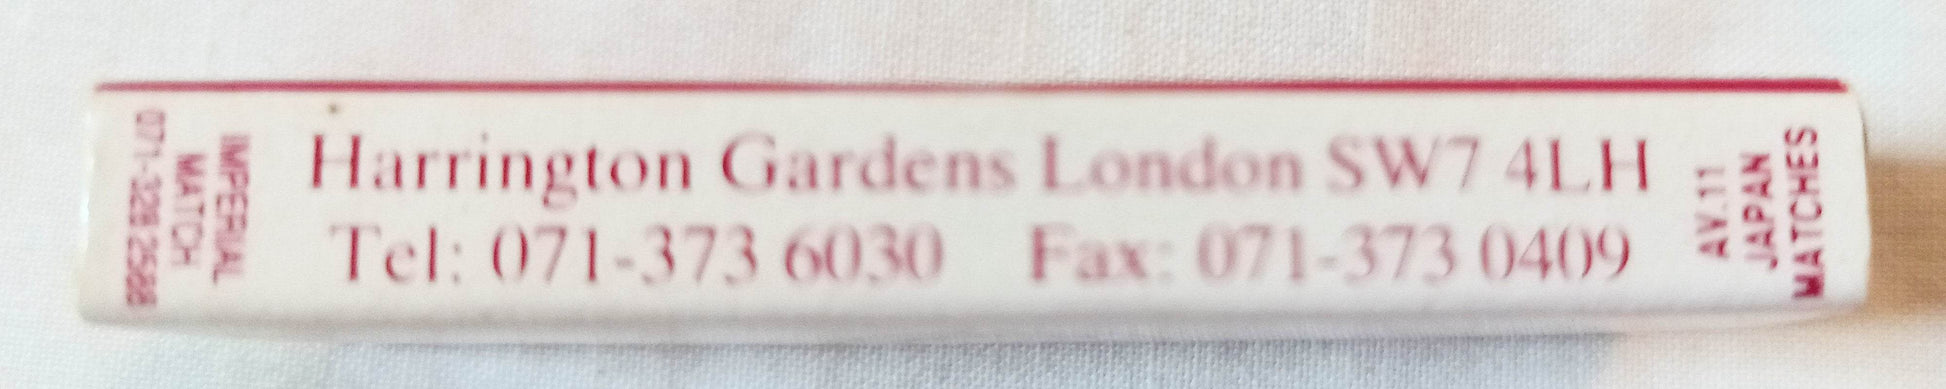 IMPERIAL
MATCH
071-328 2588
Harrington Gardens London SW7 4LH
Tel: 071-373 6030 Fax: 071-373 0409
AV.11
JAPAN
MATCHES